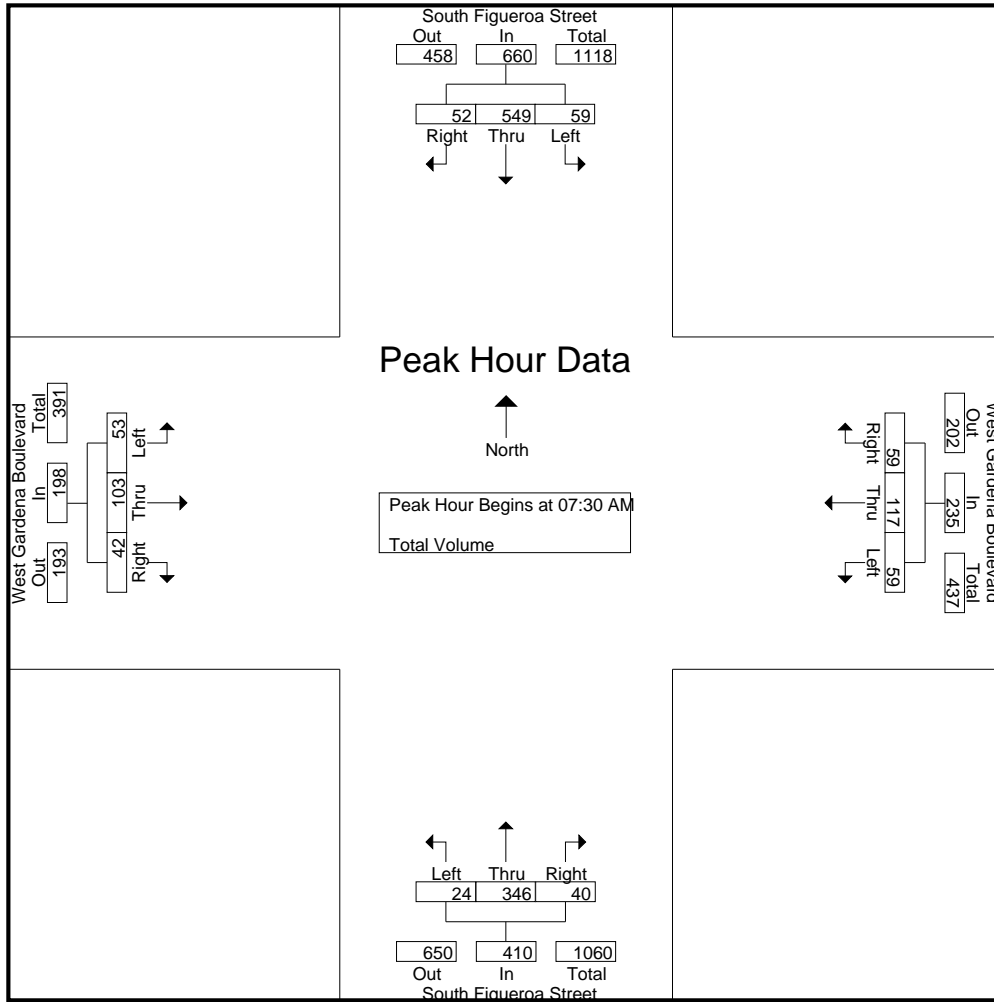 South Figueroa Street
Out In Total
458 660 1118
52 549 59
Right Thru Left
Peak Hour Data
North
Peak Hour Begins at 07:30 AM
Total Volume
West Gardena Boulevard
Total In Out
391 198 193
53 103 42
Left Thru Right
West Gardena Boulevard
Out In Total
202 235 437
59 117 59
Right Thru Left
Left Thru Right
24 346 40
650 410 1060
Out In Total
South Figueroa Street